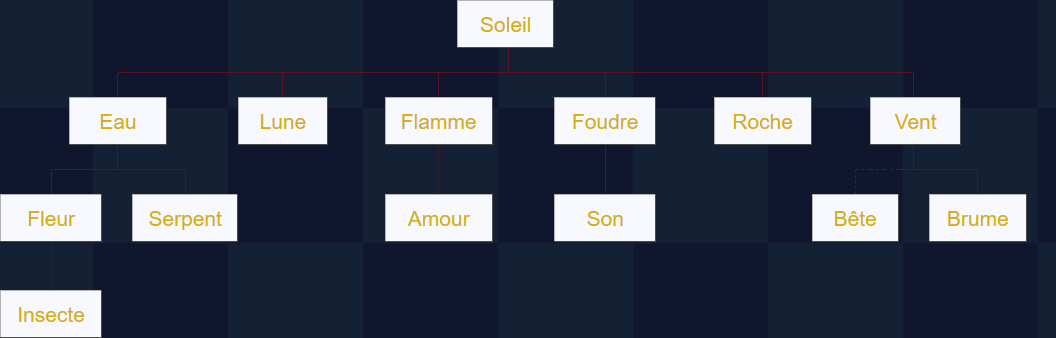 Soleil
Eau
Lune
Flamme
Foudre
Roche
Vent
Fleur
Serpent
Amour
Son
Bête
Brume
Insecte